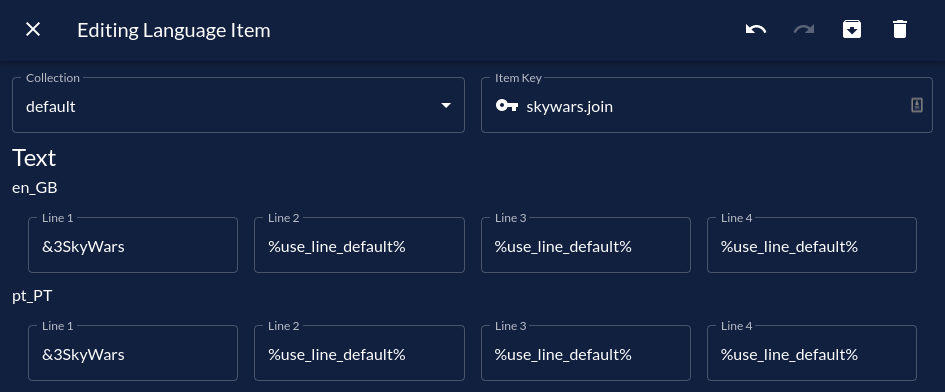 Editing Language Item
Collection
default
Item Key
skywars.join
Text
en_GB
Line 1
&3SkyWars
Line 2
%use_line_default%
Line 3
%use_line_default%
Line 4
%use_line_default%
pt_PT
Line 1
&3SkyWars
Line 2
%use_line_default%
Line 3
%use_line_default%
Line 4
%use_line_default%